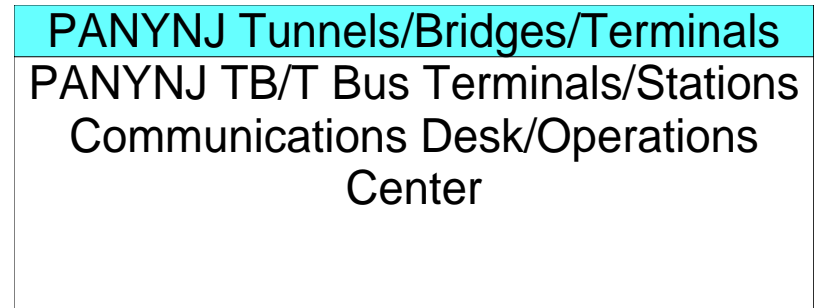 PANYNJ Tunnels/Bridges/Terminals
PANYNJ TB/T Bus Terminals/Stations
Communications Desk/Operations
Center